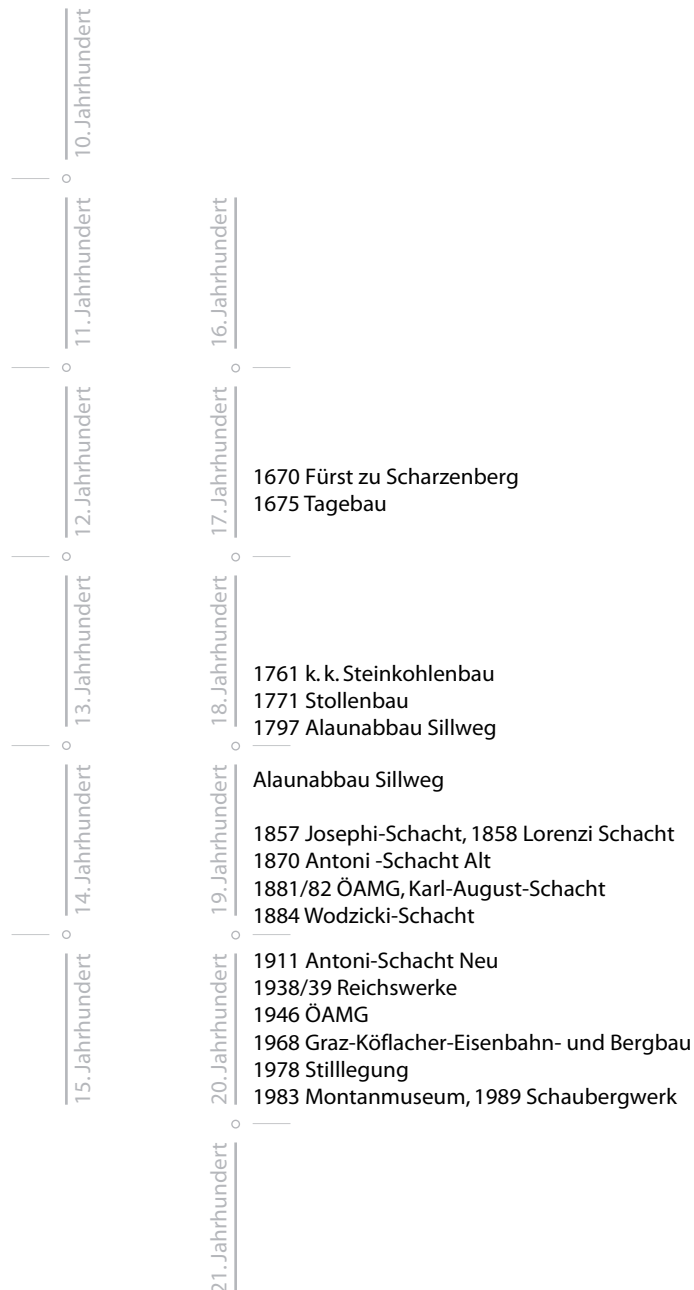 10. Jahrhundert
11. Jahrhundert
12. Jahrhundert
13. Jahrhundert
14. Jahrhundert
15. Jahrhundert
16. Jahrhundert
17. Jahrhundert
1670 Fürst zu Scharzenberg
1675 Tagebau
18. Jahrhundert
1761 k. k. Steinkohlenbau
1771 Stollenbau
1797 Alaunabbau Sillweg
19. Jahrhundert
Alaunabbau Sillweg
1857 Josephi-Schacht, 1858 Lorenzi Schacht
1870 Antoni -Schacht Alt
1881/82 ÖAMG, Karl-August-Schacht
1884 Wodzicki-Schacht
20. Jahrhundert
1911 Antoni-Schacht Neu
1938/39 Reichswerke
1946 ÖAMG
1968 Graz-Köflacher-Eisenbahn- und Bergbau
1978 Stilllegung
1983 Montanmuseum, 1989 Schaubergwerk
21. Jahrhundert